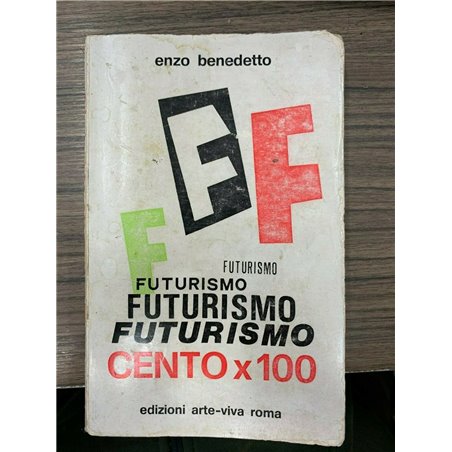 enzo benedetto
F F F
FUTURISMO
FUTURISMO
FUTURISMO
FUTURISMO
CENTO x 100
edizioni arte-viva roma